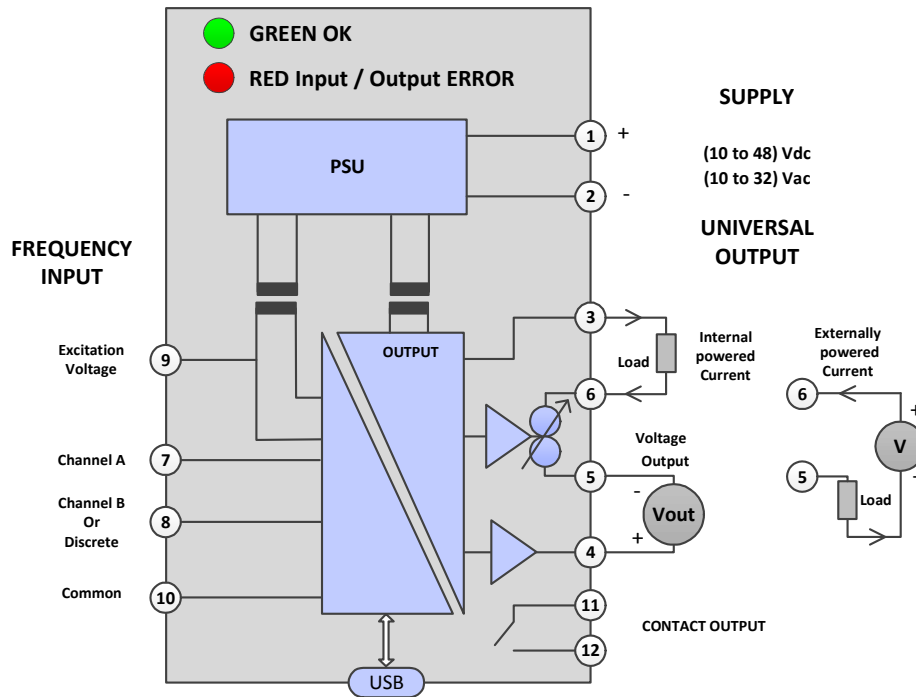 GREEN OK
RED Input / Output ERROR
SUPPLY
(10 to 48) Vdc
(10 to 32) Vac
PSU
1
+
2
-
FREQUENCY
INPUT
UNIVERSAL
OUTPUT
Excitation
Voltage
9
Channel A
7
Channel B
Or
Discrete
8
Common
10
OUTPUT
3
Load
Internal
powered
Current
6
5
Voltage
Output
-
Vout
+
4
11
CONTACT OUTPUT
12
USB
Externally
powered
Current
6
+
V
-
5
Load